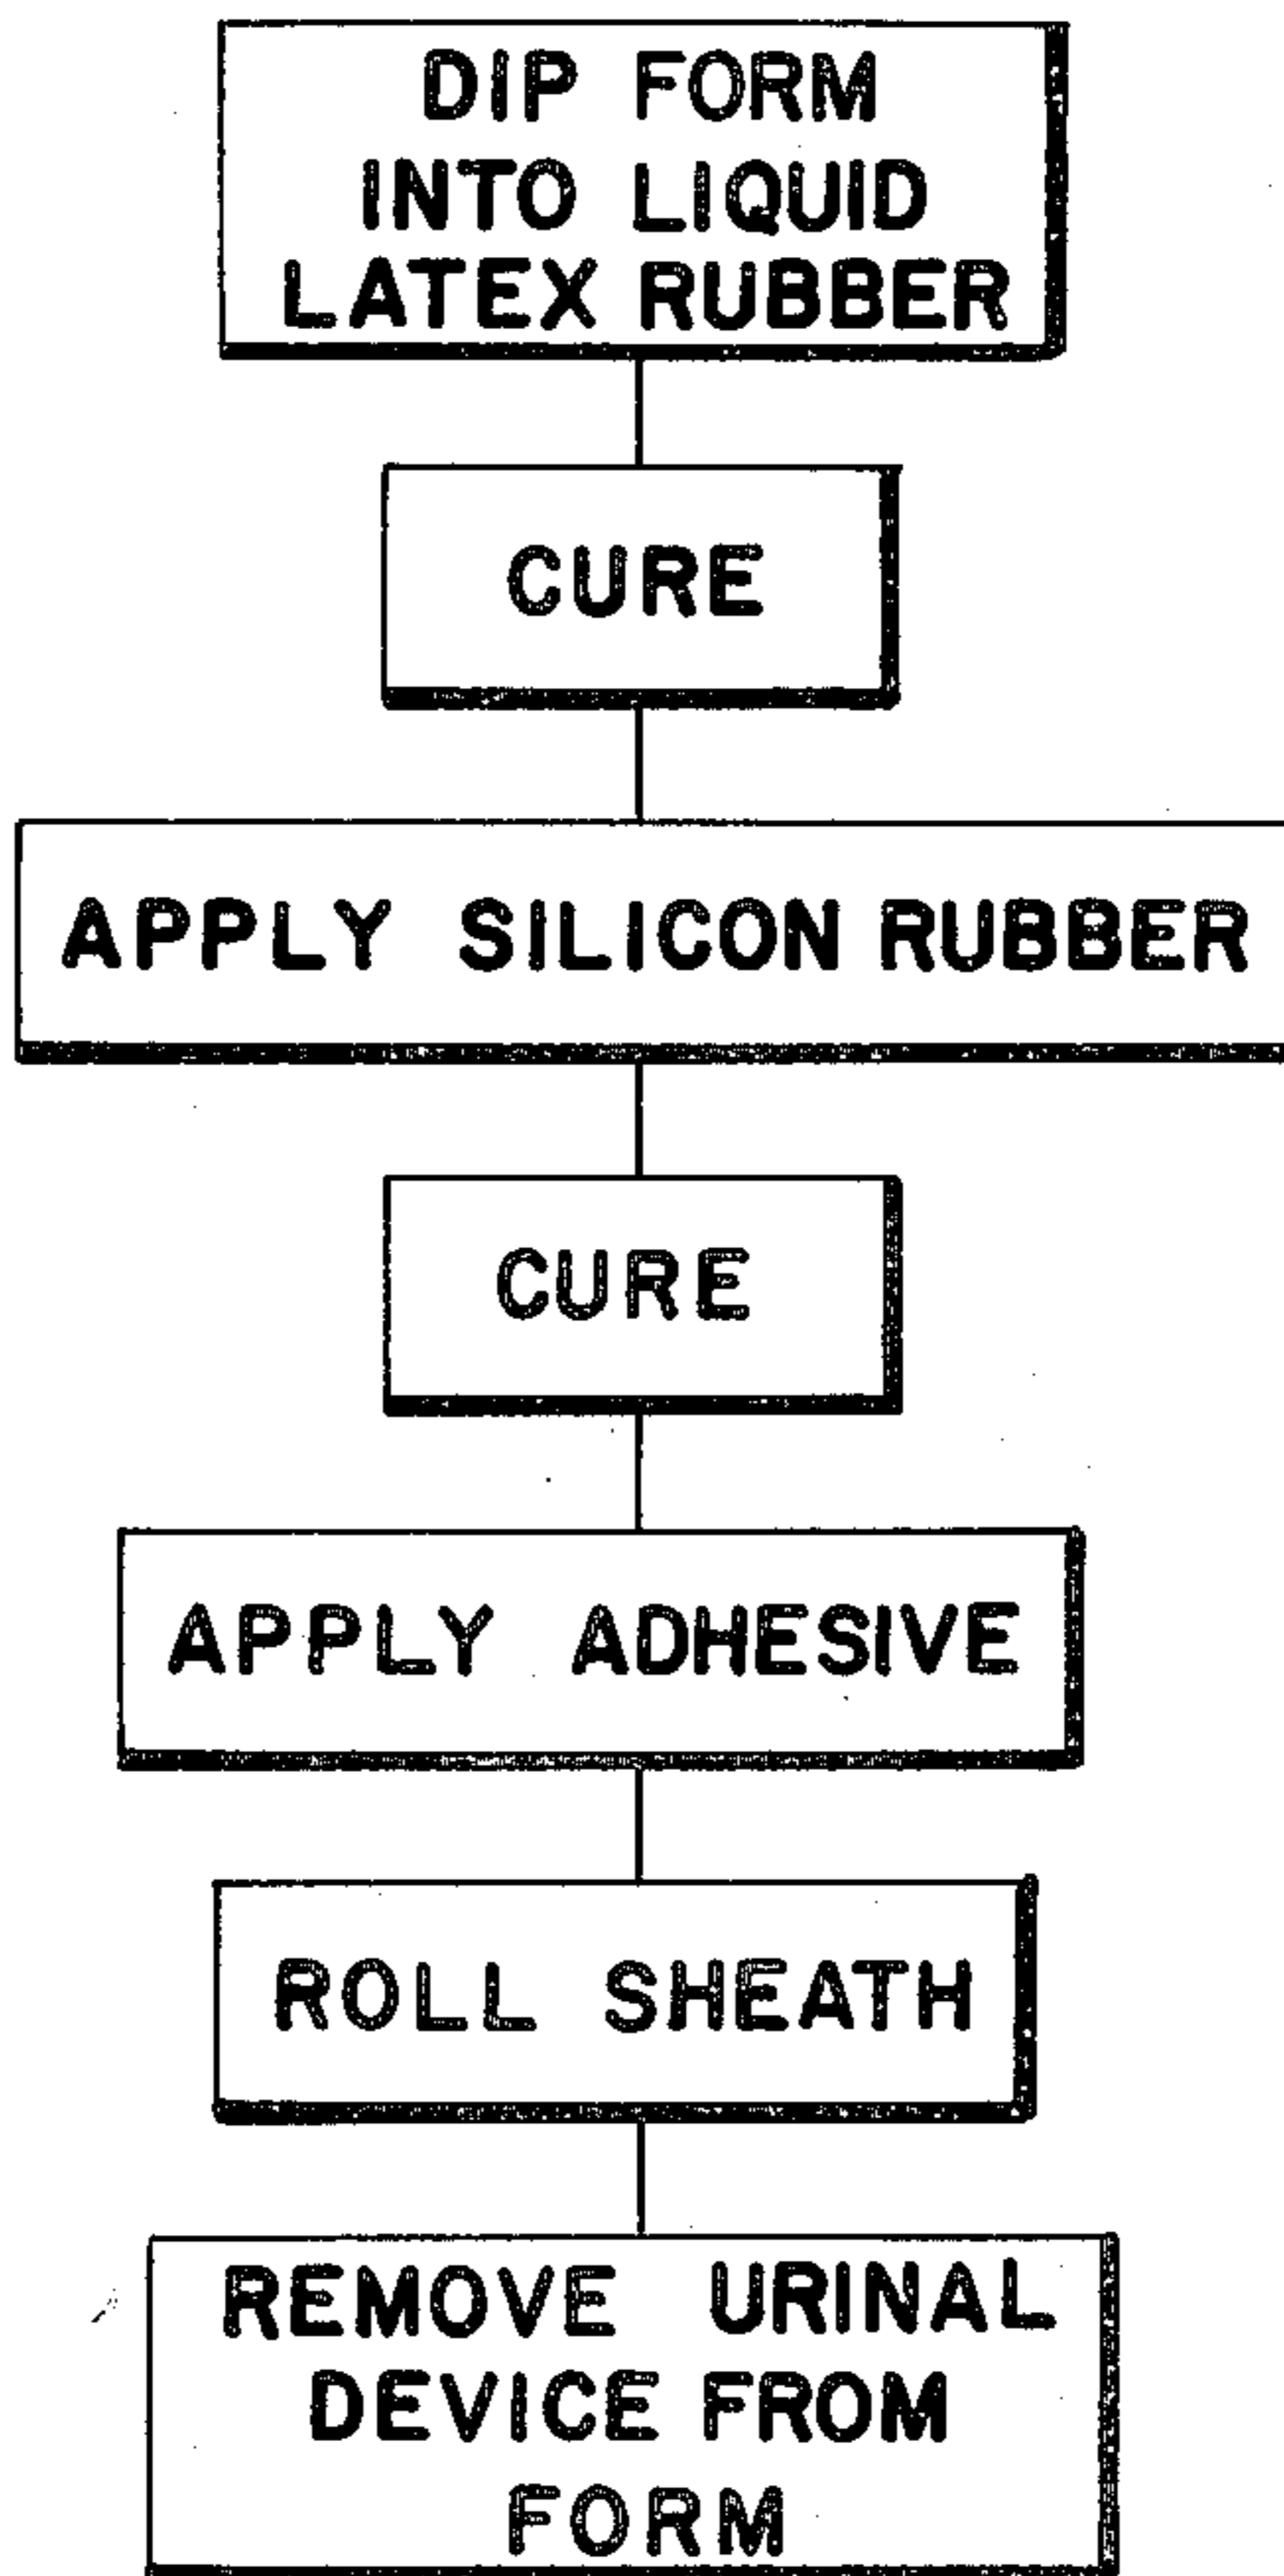 DIP FORM
INTO LIQUID
LATEX RUBBER
CURE
APPLY SILICON RUBBER
CURE
APPLY ADHESIVE
ROLL SHEATH
REMOVE URINAL
DEVICE FROM
FORM